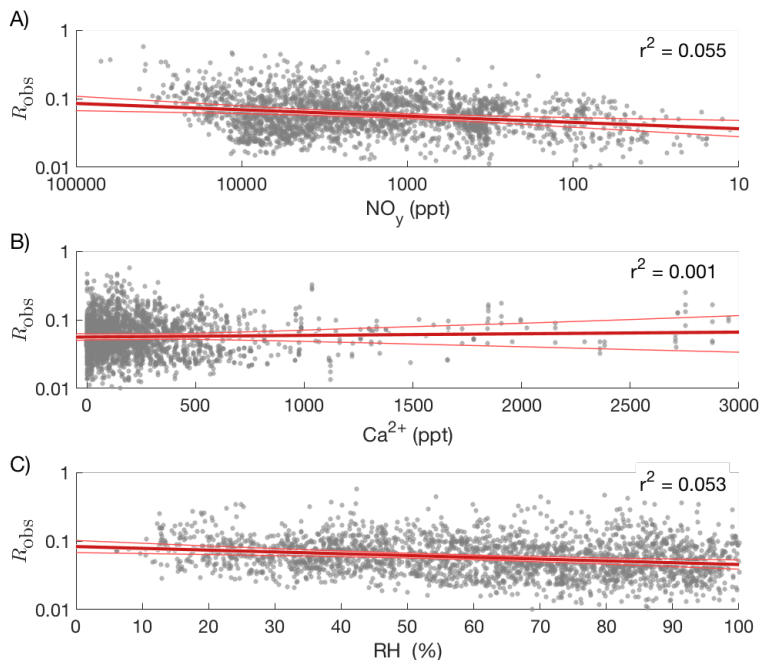 A)
1
0.1
0.01
R_obs
r² = 0.055
100000 10000 1000 100 10
NO_y (ppt)
B)
1
0.1
0.01
R_obs
r² = 0.001
0 500 1000 1500 2000 2500 3000
Ca²⁺ (ppt)
C)
1
0.1
0.01
R_obs
r² = 0.053
0 10 20 30 40 50 60 70 80 90 100
RH (%)